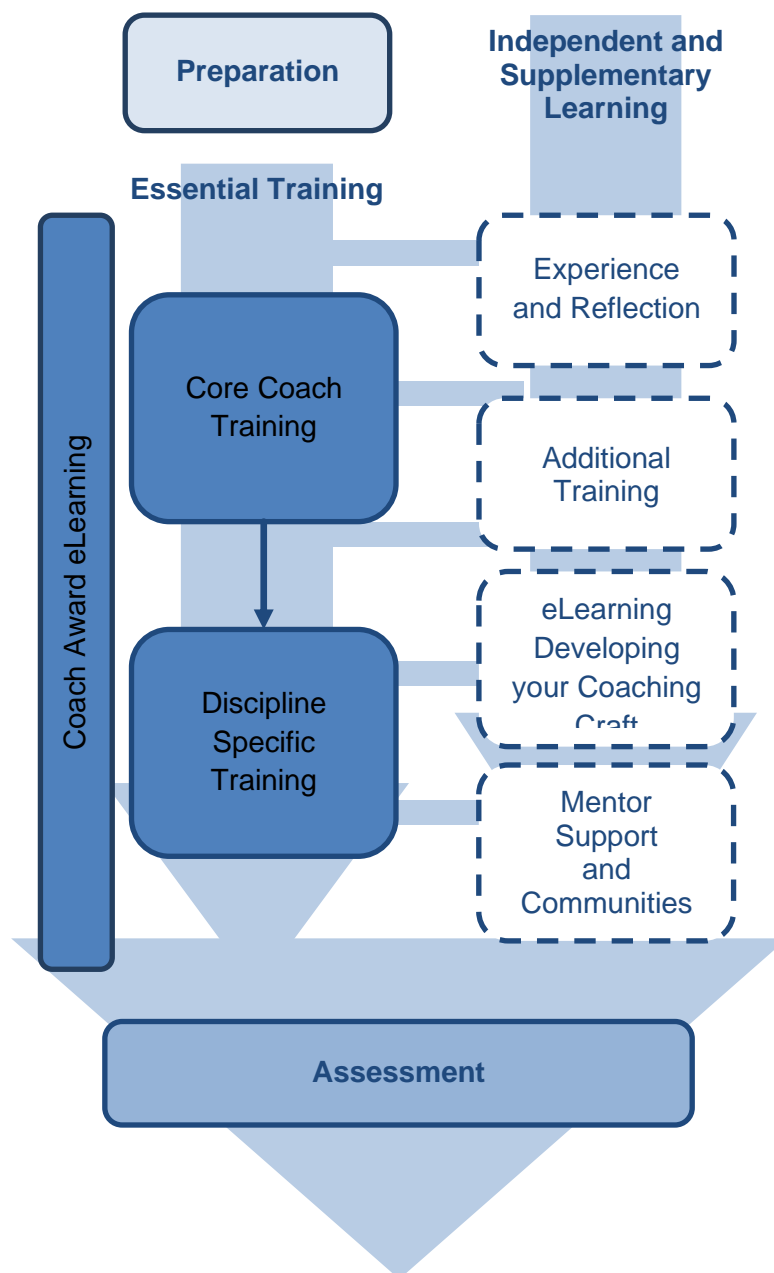 Preparation
Independent and
Supplementary
Learning
Essential Training
Coach Award eLearning
Core Coach
Training
Discipline
Specific
Training
Experience
and Reflection
Additional
Training
eLearning
Developing
your Coaching
Craft
Mentor
Support
and
Communities
Assessment